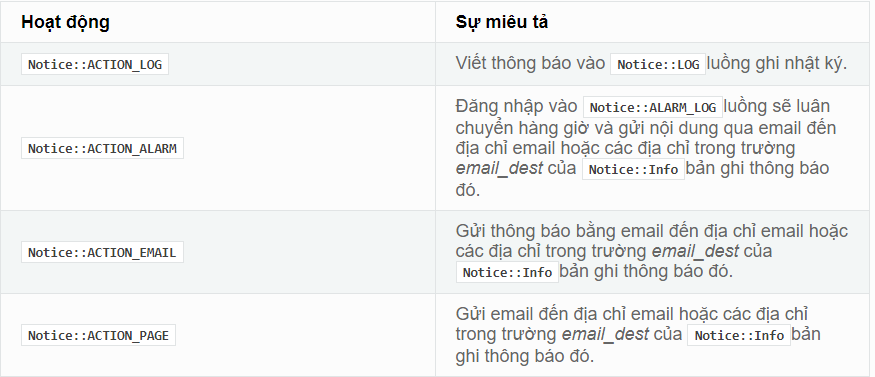 Hoạt động Sự miêu tả
Notice::ACTION_LOG Viết thông báo vào Notice::LOG luồng ghi nhật ký.
Notice::ACTION_ALARM
Đăng nhập vào Notice::ALARM_LOG luồng sẽ luân
chuyển hàng giờ và gửi nội dung qua email đến
địa chỉ email hoặc các địa chỉ trong trường
email_dest của Notice::Info bản ghi thông báo
đó.
Notice::ACTION_EMAIL
Gửi thông báo bằng email đến địa chỉ email hoặc
các địa chỉ trong trường email_dest của
Notice::Info bản ghi thông báo đó.
Notice::ACTION_PAGE
Gửi email đến địa chỉ email hoặc các địa chỉ
trong trường email_dest của Notice::Info bản
ghi thông báo đó.